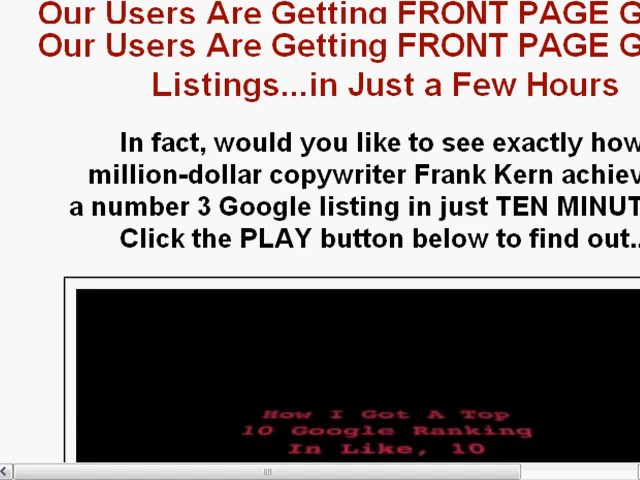 Our Users Are Getting FRONT PAGE G
Our Users Are Getting FRONT PAGE G
Listings...in Just a Few Hours
In fact, would you like to see exactly how
million-dollar copywriter Frank Kern achiev
a number 3 Google listing in just TEN MINUT
Click the PLAY button below to find out..
How I Got A Top
10 Google Ranking
In Like, 10